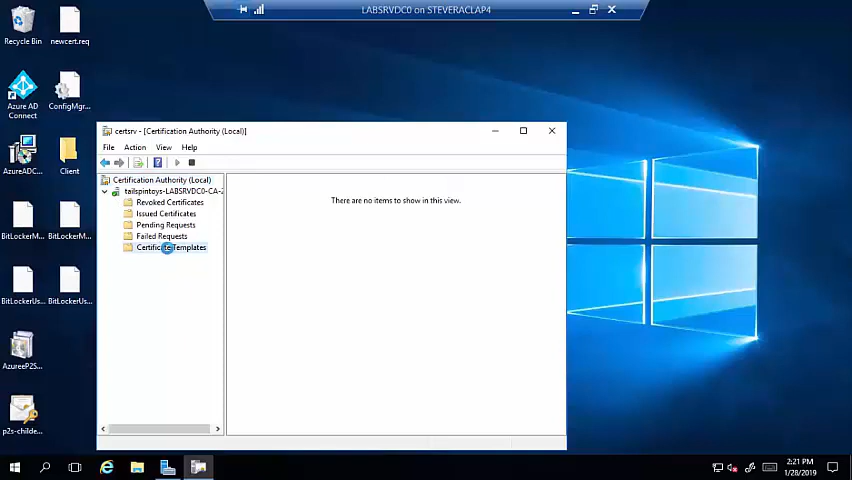 LABSRVDC0 on STEVERACLAP4
Recycle Bin
newcert.req
Azure AD
Connect
ConfigMgr...
AzureADC...
Client
BitLockerM...
BitLockerM...
BitLockerUs...
BitLockerUs...
AzureeP2S...
p2s-childe...
certsrv - [Certification Authority (Local)]
File Action View Help
Certification Authority (Local)
tailspintoys-LABSRVDC0-CA-2
Revoked Certificates
Issued Certificates
Pending Requests
Failed Requests
Certificate Templates
There are no items to show in this view.
2:21 PM
1/28/2019